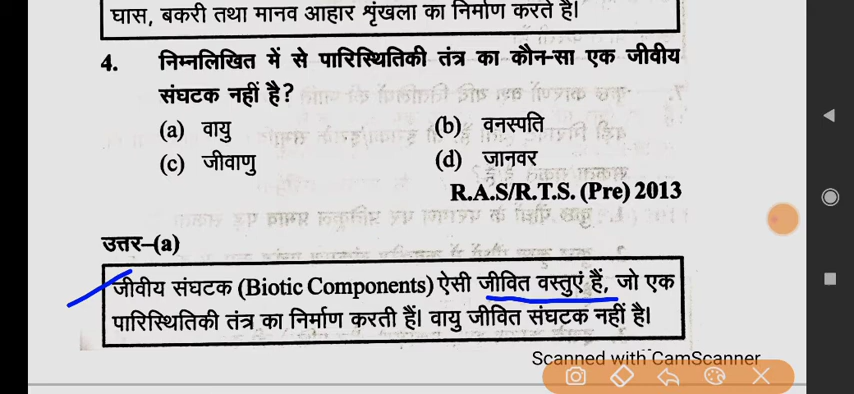 घास, बकरी तथा मानव आहार श्रृंखला का निर्माण करते हैं।
4. निम्नलिखित में से पारिस्थितिकी तंत्र का कौन-सा एक जीवीय
संघटक नहीं है?
(a) वायु (b) वनस्पति
(c) जीवाणु (d) जानवर
R.A.S/R.T.S. (Pre) 2013
उत्तर–(a)
जीवीय संघटक (Biotic Components) ऐसी जीवित वस्तुएं हैं, जो एक
पारिस्थितिकी तंत्र का निर्माण करती हैं। वायु जीवित संघटक नहीं है।
Scanned with CamScanner